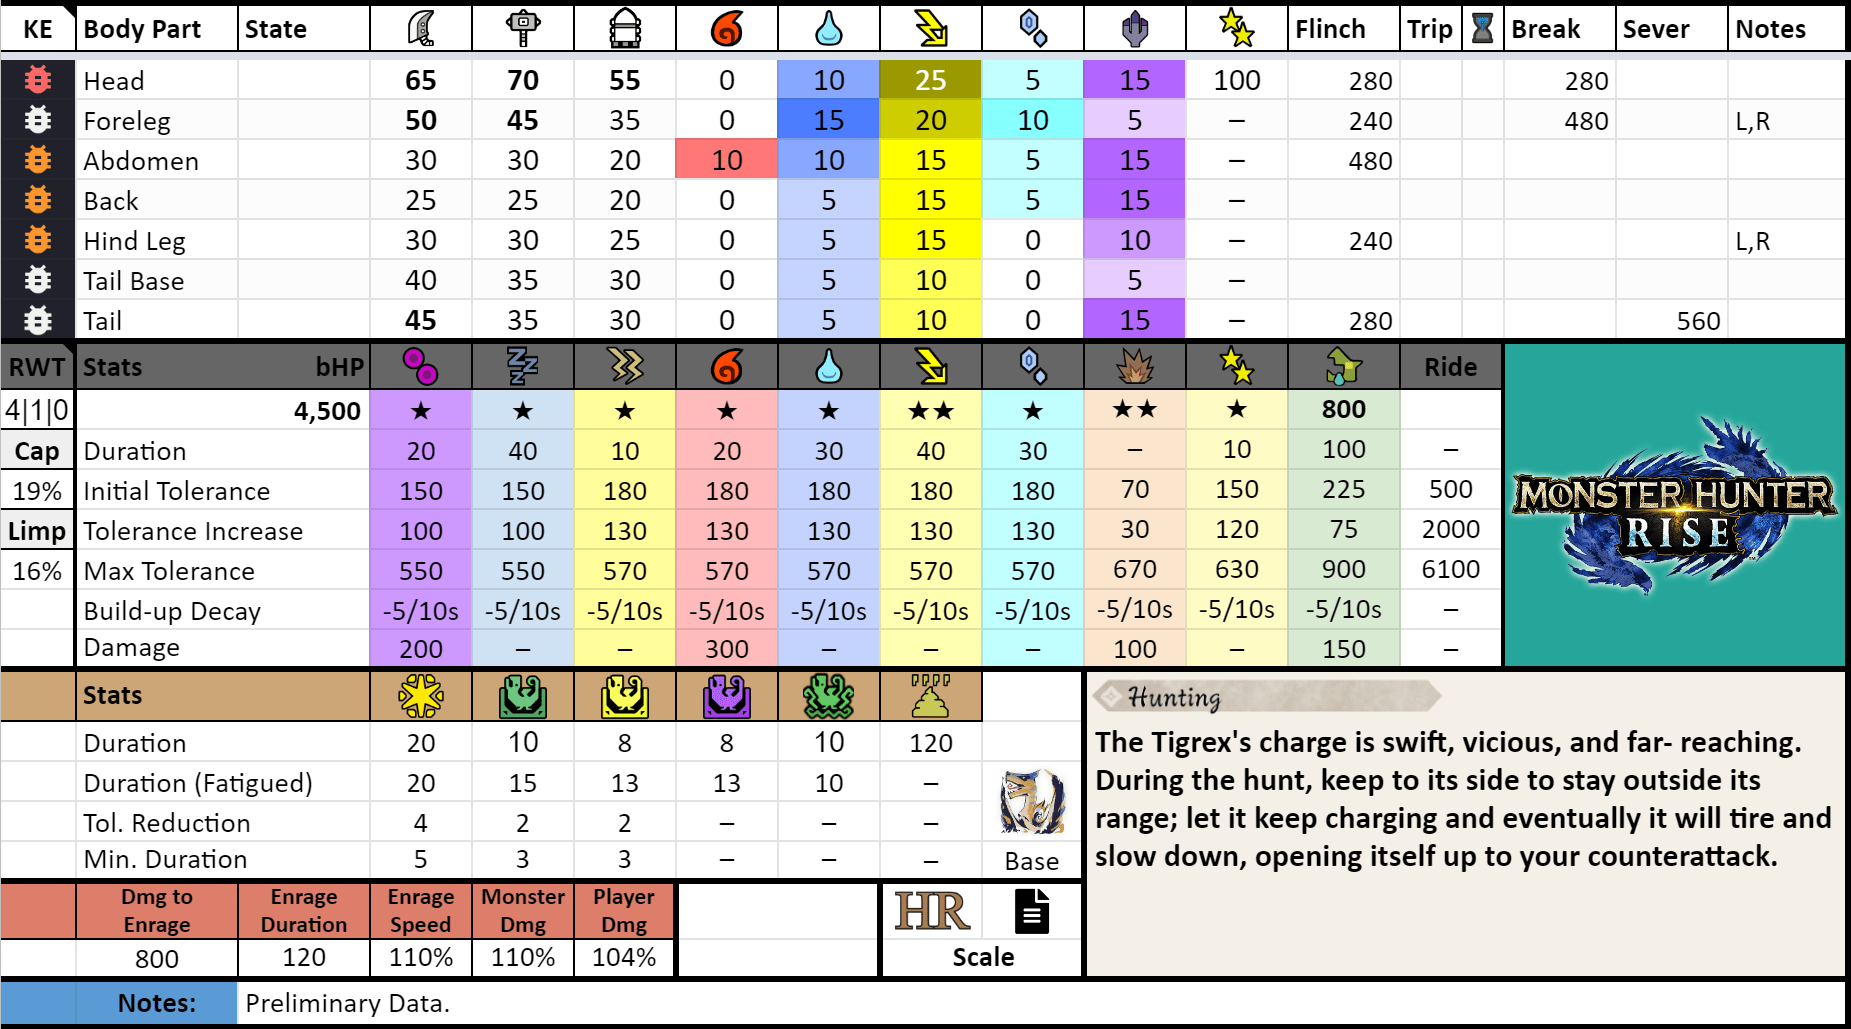 KE Body Part State Flinch Trip Break Sever Notes
Head 65 70 55 0 10 25 5 15 100 280 280
Foreleg 50 45 35 0 15 20 10 5 – 240 480 L,R
Abdomen 30 30 20 10 10 15 5 15 – 480
Back 25 25 20 0 5 15 5 15 –
Hind Leg 30 30 25 0 5 15 0 10 – 240 L,R
Tail Base 40 35 30 0 5 10 0 5 –
Tail 45 35 30 0 5 10 0 15 – 280 560
RWT Stats bHP Ride
4|1|0 4,500 ★ ★ ★ ★ ★ ★★ ★ ★★ ★ 800
Cap Duration 20 40 10 20 30 40 30 – 10 100 –
19% Initial Tolerance 150 150 180 180 180 180 180 70 150 225 500
Limp Tolerance Increase 100 100 130 130 130 130 130 30 120 75 2000
16% Max Tolerance 550 550 570 570 570 570 570 670 630 900 6100
Build-up Decay -5/10s -5/10s -5/10s -5/10s -5/10s -5/10s -5/10s -5/10s -5/10s -5/10s –
Damage 200 – – 300 – – – 100 – 150 –
MONSTER HUNTER
RISE
Stats
Duration 20 10 8 8 10 120
Duration (Fatigued) 20 15 13 13 10 –
Tol. Reduction 4 2 2 – – –
Min. Duration 5 3 3 – – – Base
Hunting
The Tigrex's charge is swift, vicious, and far- reaching.
During the hunt, keep to its side to stay outside its
range; let it keep charging and eventually it will tire and
slow down, opening itself up to your counterattack.
Dmg to Enrage Enrage Monster Player
Enrage Duration Speed Dmg Dmg
HR
800 120 110% 110% 104% Scale
Notes: Preliminary Data.